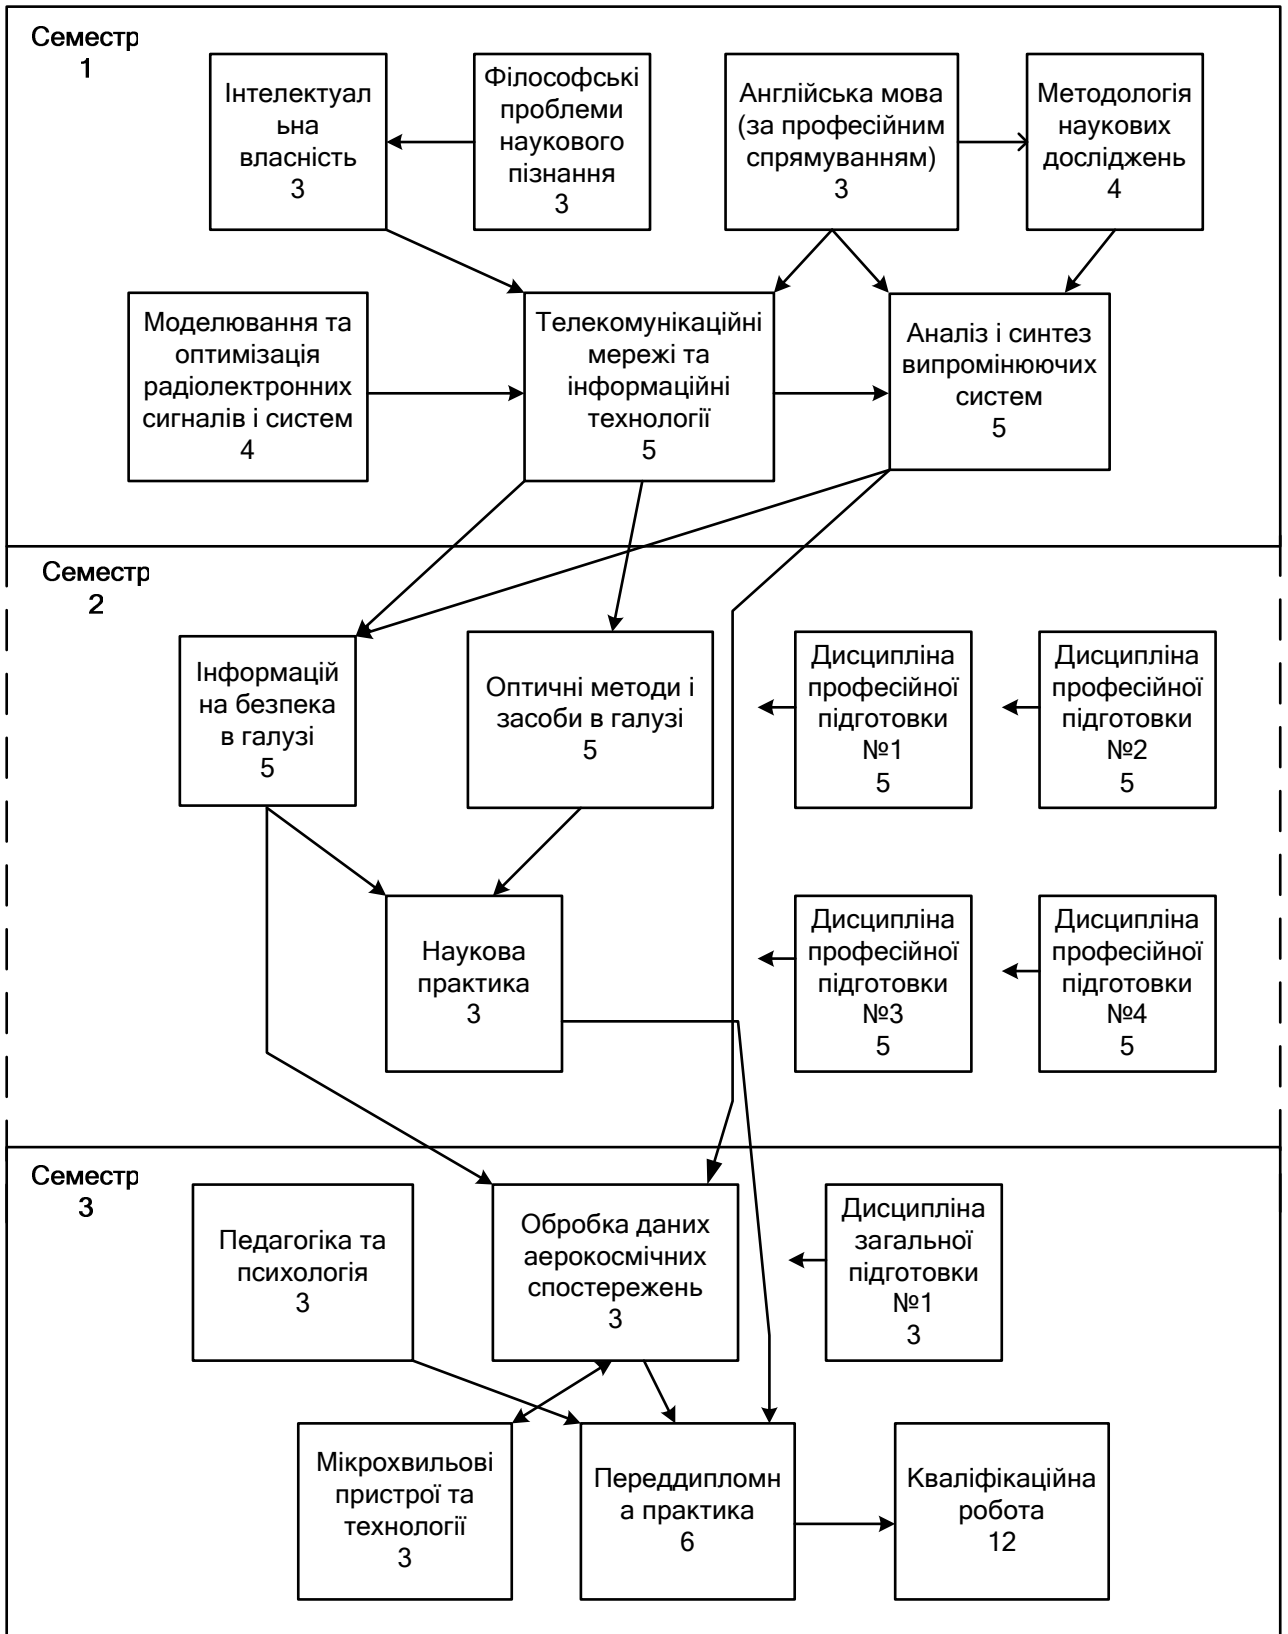 Семестр
1
Інтелектуал
ьна
власність
3
Філософські
проблеми
наукового
пізнання
3
Англійська мова
(за професійним
спрямуванням)
3
Методологія
наукових
досліджень
4
Моделювання та
оптимізація
радіолектронних
сигналів і систем
4
Телекомунікаційні
мережі та
інформаційні
технології
5
Аналіз і синтез
випромінюючих
систем
5
Семестр
2
Інформацій
на безпека
в галузі
5
Оптичні методи і
засоби в галузі
5
Дисципліна
професійної
підготовки
№1
5
Дисципліна
професійної
підготовки
№2
5
Наукова
практика
3
Дисципліна
професійної
підготовки
№3
5
Дисципліна
професійної
підготовки
№4
5
Семестр
3
Педагогіка та
психологія
3
Обробка даних
аерокосмічних
спостережень
3
Дисципліна
загальної
підготовки
№1
3
Мікрохвильові
пристрої та
технології
3
Переддипломн
а практика
6
Кваліфікаційна
робота
12